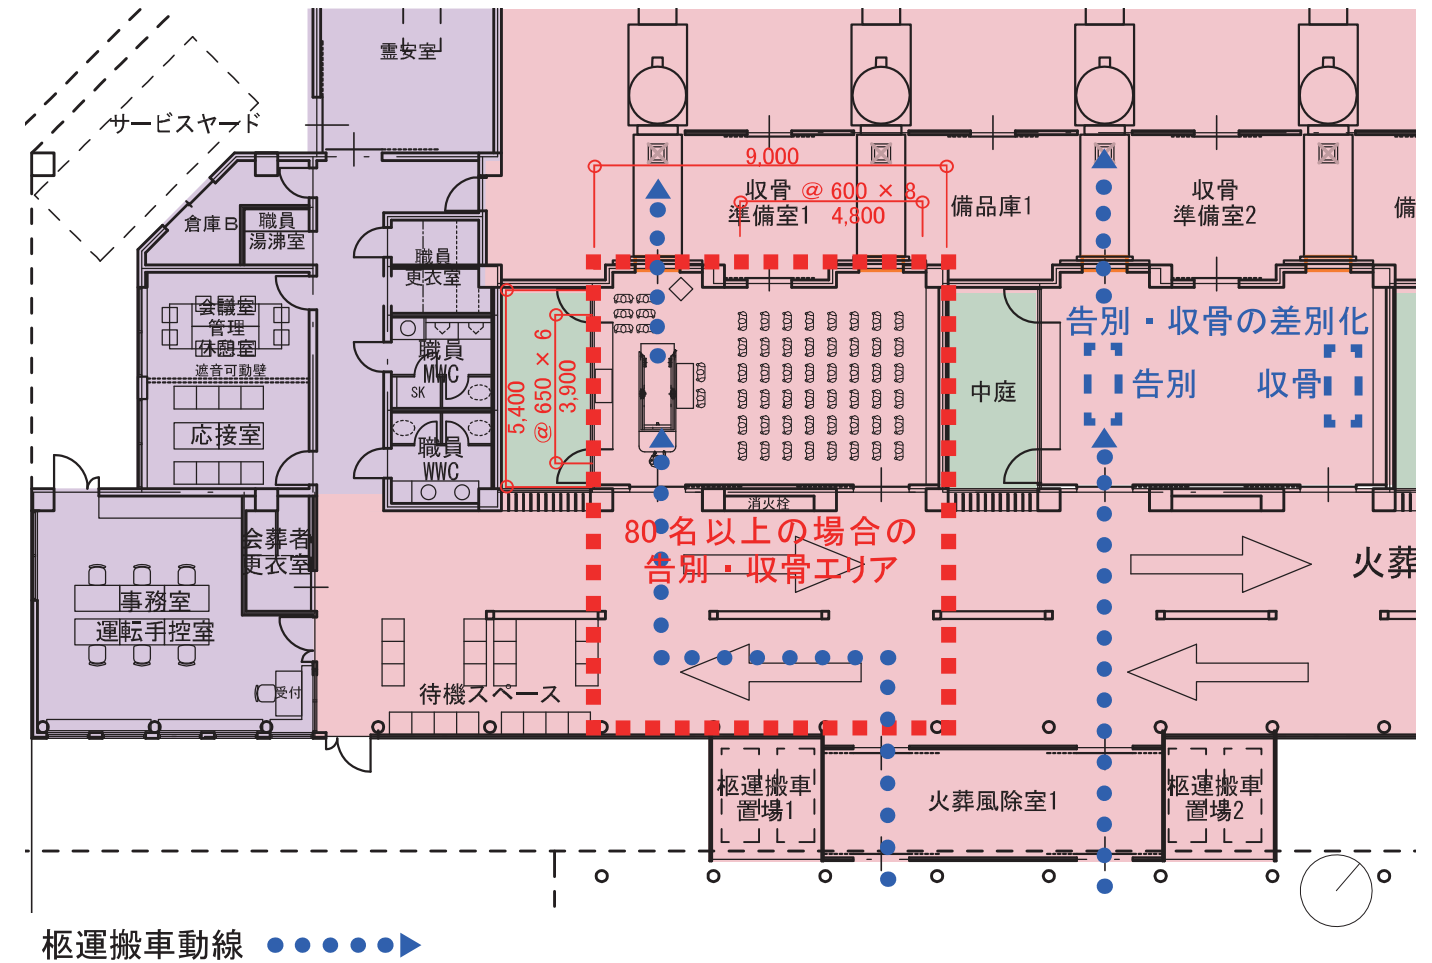 霊安室
サービスヤード
9,000
収骨
準備室1
@ 600 × 8
4,800
備品庫1
収骨
準備室2
備
倉庫B
職員
湯沸室
職員
更衣室
会議室
管理
休憩室
遮音可動壁
応接室
職員
MWC
SK
職員
WWC
5,400
@ 650 × 6
3,900
中庭
告別・収骨の差別化
告別
収骨
消火栓
80名以上の場合の
告別・収骨エリア
火葬
会葬者
更衣室
事務室
運転手控室
受付
待機スペース
枢運搬車
置場1
火葬風除室1
枢運搬車
置場2
枢運搬車動線